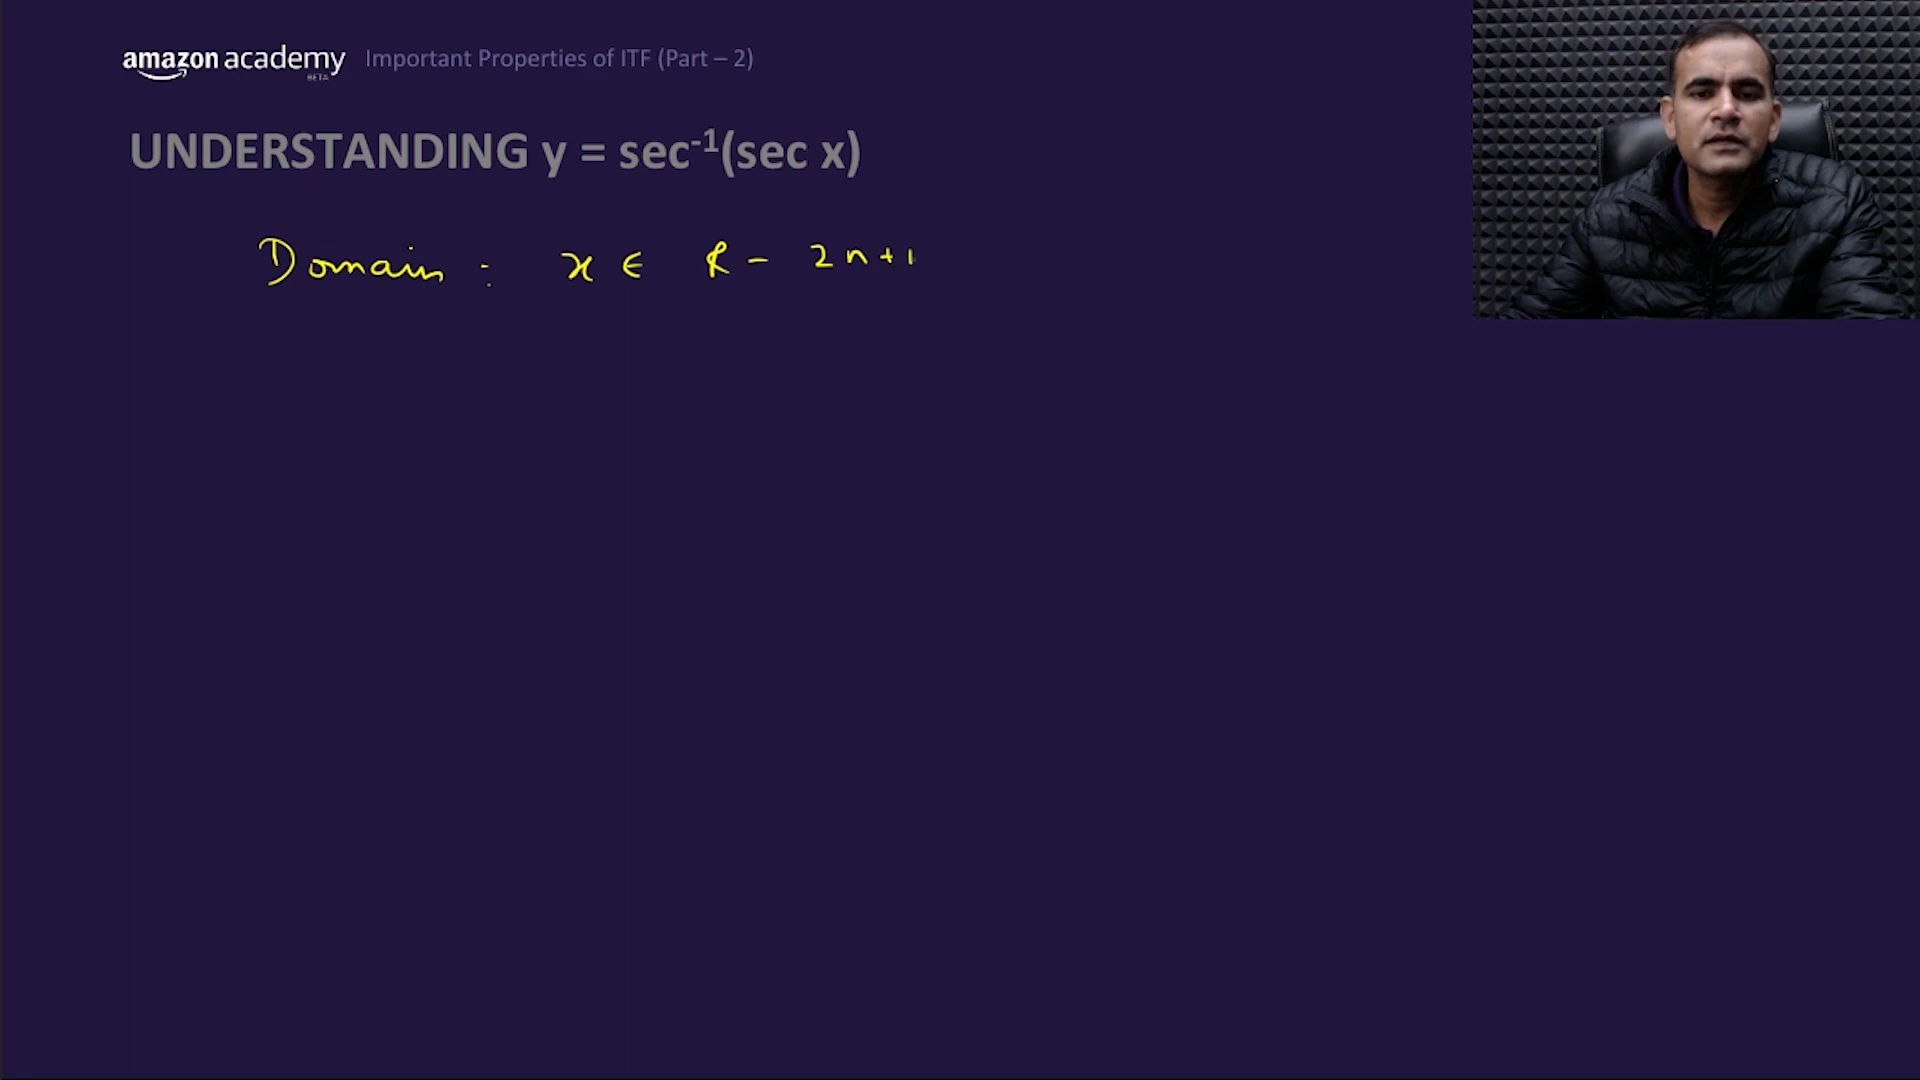 amazon academy Important Properties of ITF (Part – 2)
BETA
UNDERSTANDING y = sec⁻¹(sec x)
Domain : x ∈ R - 2n+1